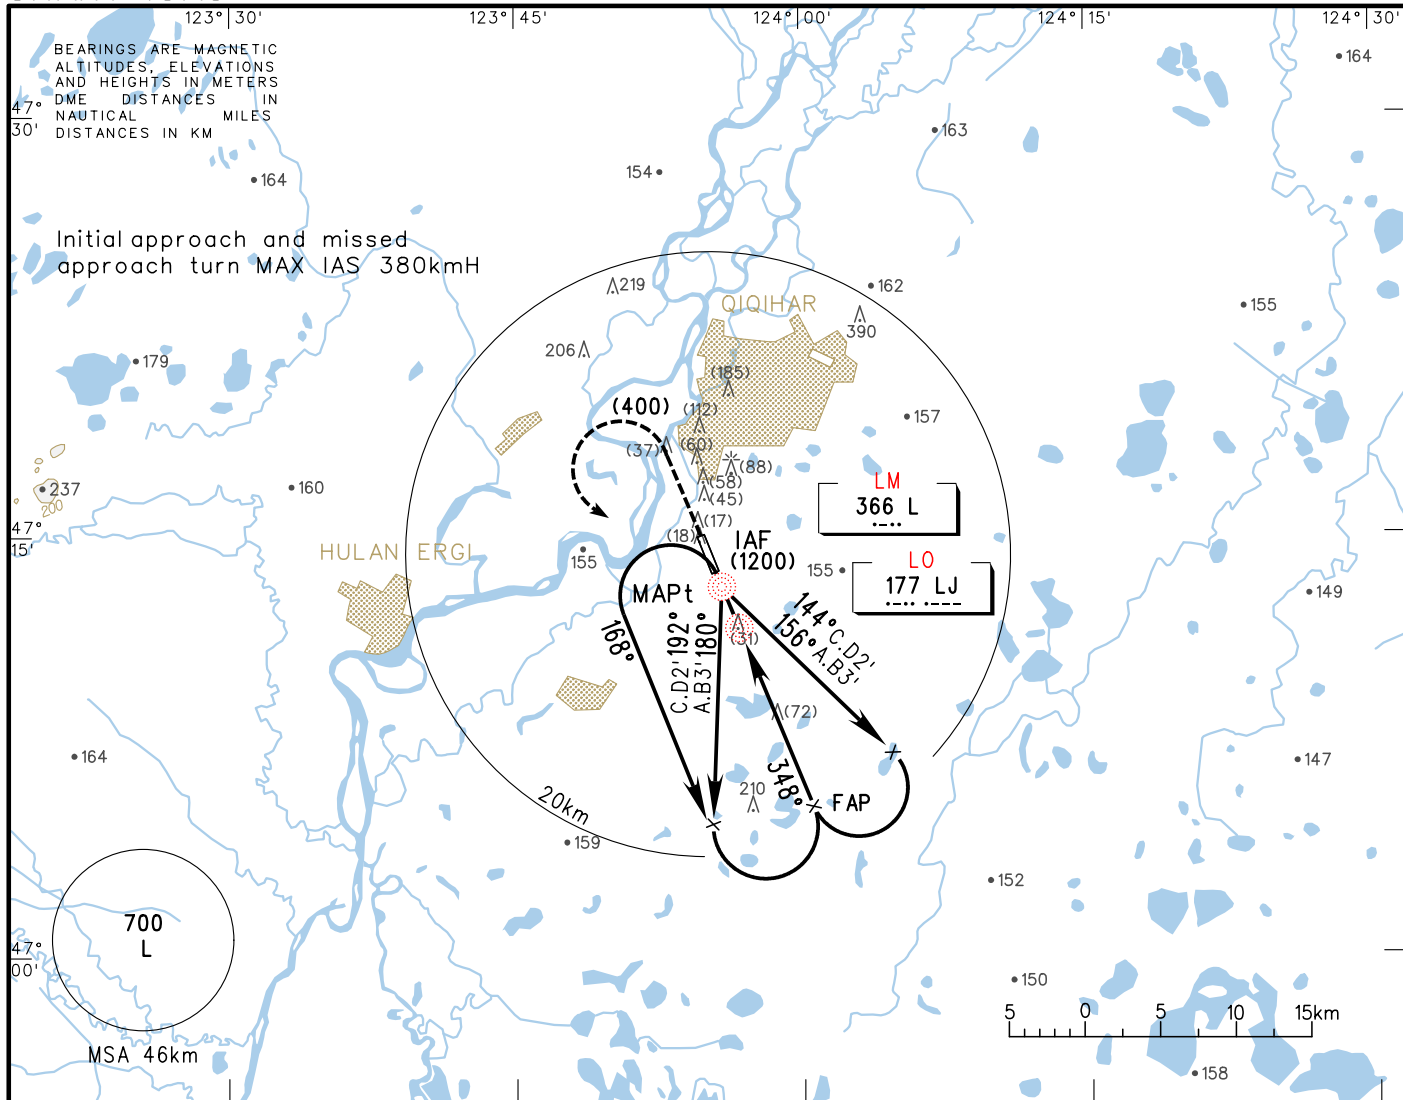 123° 30'
123° 45'
124° 00'
124° 15'
124° 30'
BEARINGS ARE MAGNETIC
ALTITUDES, ELEVATIONS
AND HEIGHTS IN METERS
DME DISTANCES IN
NAUTICAL MILES
DISTANCES IN KM
47°
30'
164
163
154
164
Initial approach and missed
approach turn MAX IAS 380kmH
219
162
QIQIHAR
155
390
206
179
(185)
(400)
(112)
157
(37)
(60)
(88)
(58)
LM
237
160
(45)
366 L
200
(17)
47°
15'
(18)
IAF
(1200)
HULAN ERGI
155
155
LO
177 LJ
MAPt
149
(31)
168°
C.D2'192°
A.B3'180°
144°C.D2'
156°A.B3'
(72)
164
147
348°
210
FAP
20km
159
152
700
L
47°
00'
150
5 0 5 10 15km
MSA 46km
158